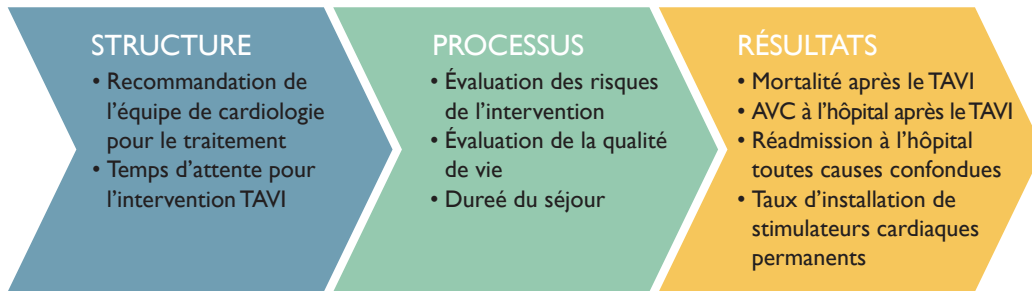 STRUCTURE
• Recommandation de
l'équipe de cardiologie
pour le traitement
• Temps d'attente pour
l'intervention TAVI
PROCESSUS
• Évaluation des risques
de l'intervention
• Évaluation de la qualité
de vie
• Dureé du séjour
RÉSULTATS
• Mortalité après le TAVI
• AVC à l'hôpital après le TAVI
• Réadmission à l'hôpital
toutes causes confondues
• Taux d'installation de
stimulateurs cardiaques
permanents